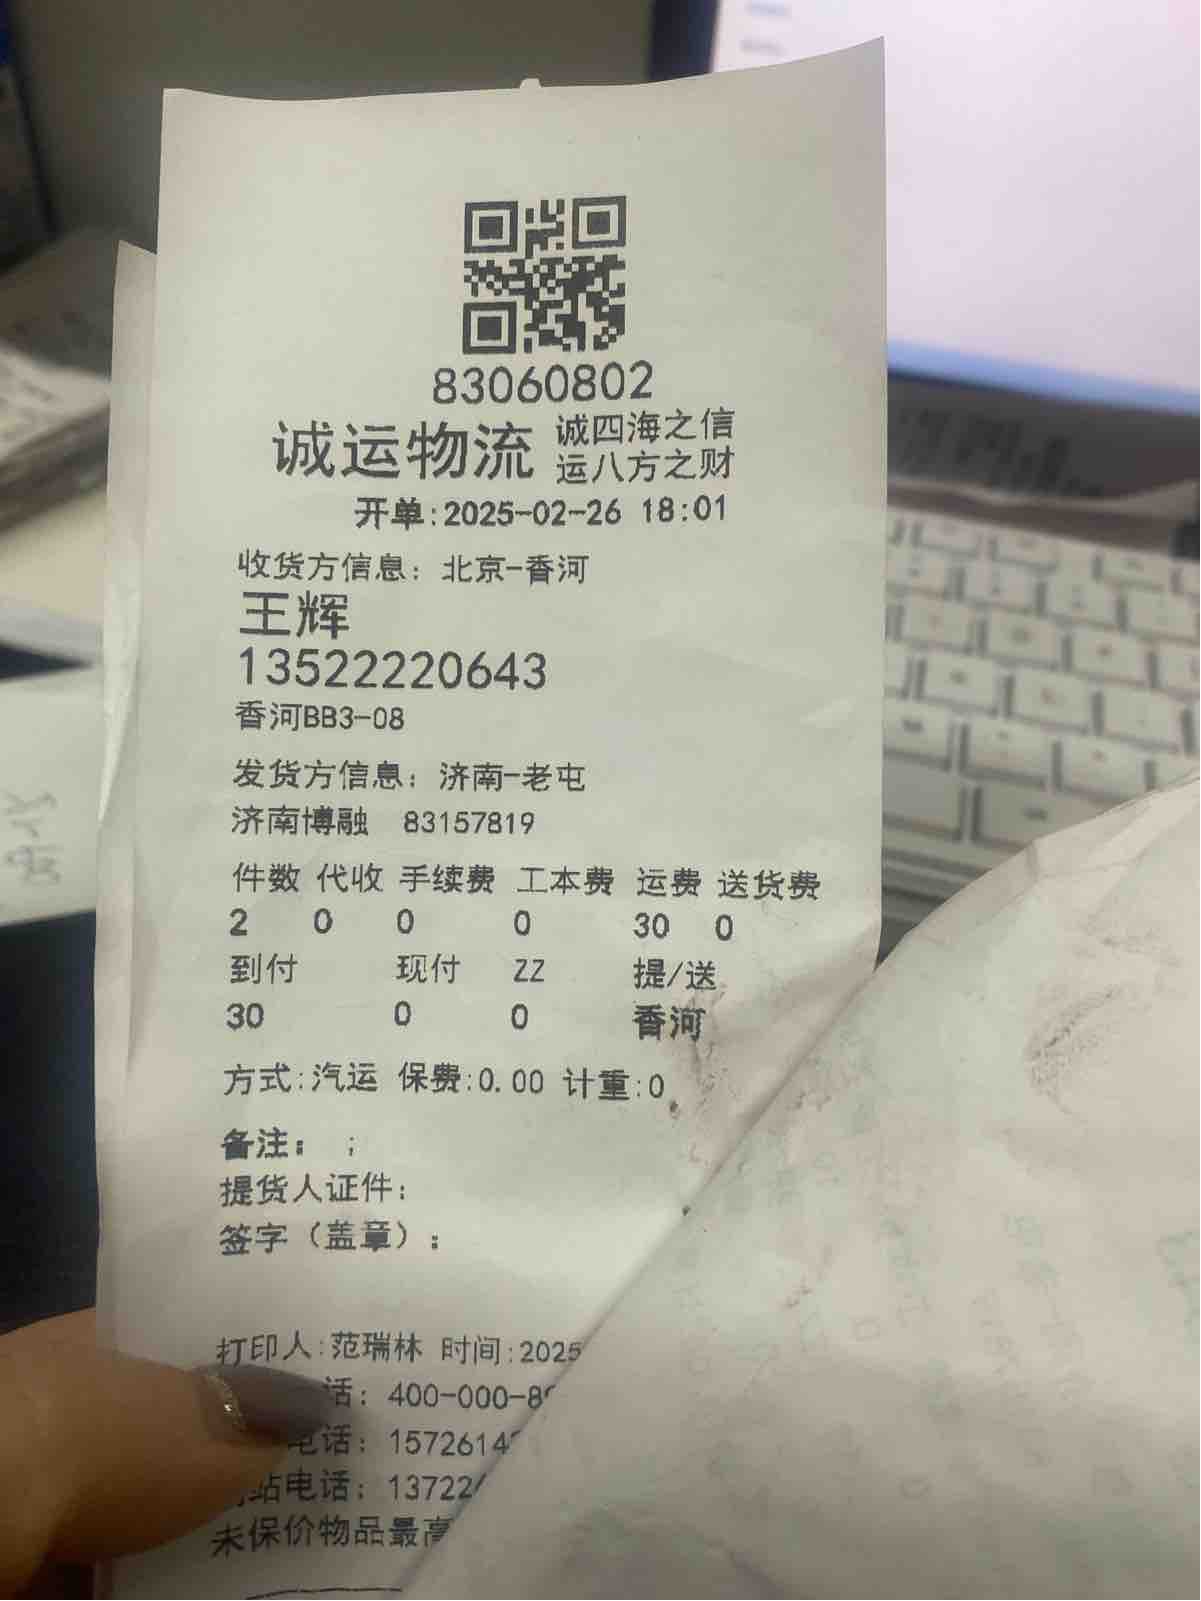 83060802
诚运物流 诚四海之信
运八方之财
开单:2025-02-26 18:01
收货方信息: 北京-香河
王辉
13522220643
香河BB3-08
发货方信息: 济南-老屯
济南博融 83157819
件数 代收 手续费 工本费 运费 送货费
2 0 0 0 30 0
到付 现付 ZZ 提/送
30 0 0 香河
方式:汽运 保费:0.00 计重:0
备注: ;
提货人证件:
签字（盖章）:
打印人:范瑞林 时间:2025
话: 400-000-8
电话: 1572614
站电话: 13722
未保价物品最高